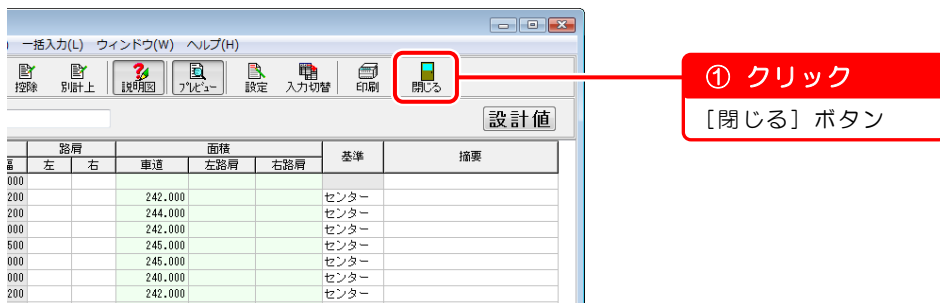 一括入力(L) ウィンドウ(W) ヘルプ(H)
控除 別計上 説明図 プレビュー 設定 入力切替 印刷 閉じる
① クリック
[閉じる] ボタン
設計値
路肩 面積 基準 摘要
幅 左 右 車道 左路肩 右路肩
000
200 242.000 センター
200 244.000 センター
000 242.000 センター
500 245.000 センター
000 245.000 センター
000 240.000 センター
200 242.000 センター